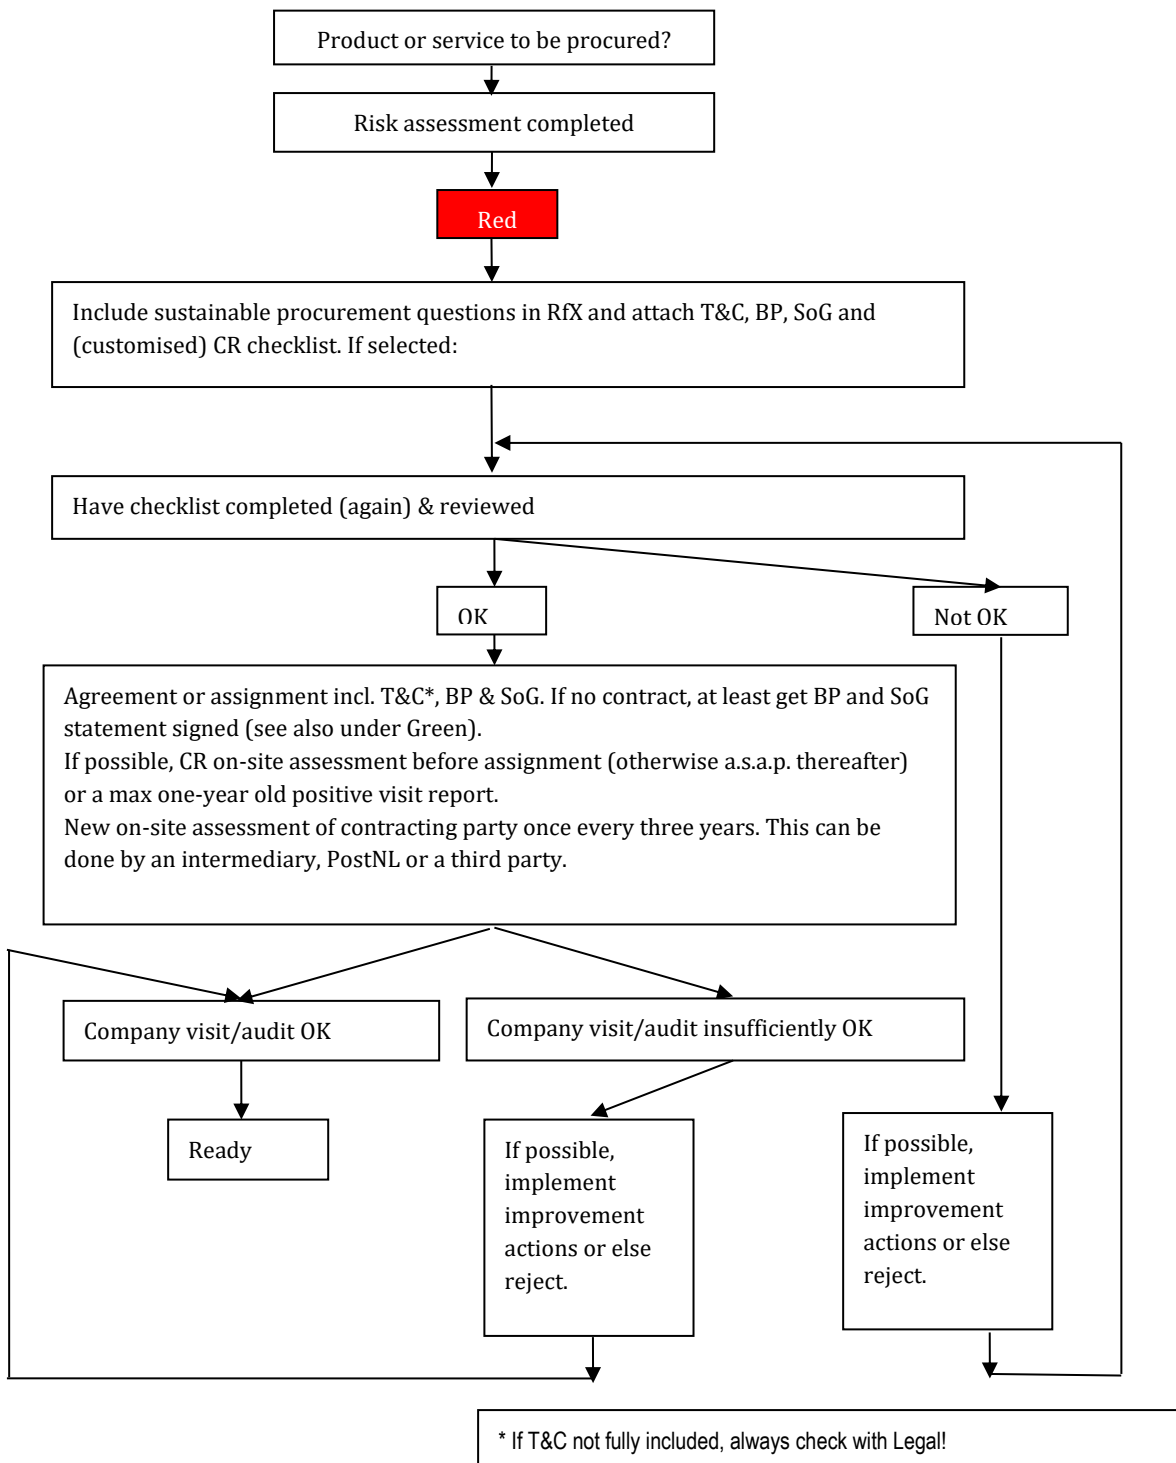 Product or service to be procured?
Risk assessment completed
Red
Include sustainable procurement questions in RfX and attach T&C, BP, SoG and
(customised) CR checklist. If selected:
Have checklist completed (again) & reviewed
OK
Not OK
Agreement or assignment incl. T&C*, BP & SoG. If no contract, at least get BP and SoG
statement signed (see also under Green).
If possible, CR on-site assessment before assignment (otherwise a.s.a.p. thereafter)
or a max one-year old positive visit report.
New on-site assessment of contracting party once every three years. This can be
done by an intermediary, PostNL or a third party.
Company visit/audit OK
Company visit/audit insufficiently OK
Ready
If possible,
implement
improvement
actions or else
reject.
If possible,
implement
improvement
actions or else
reject.
* If T&C not fully included, always check with Legal!